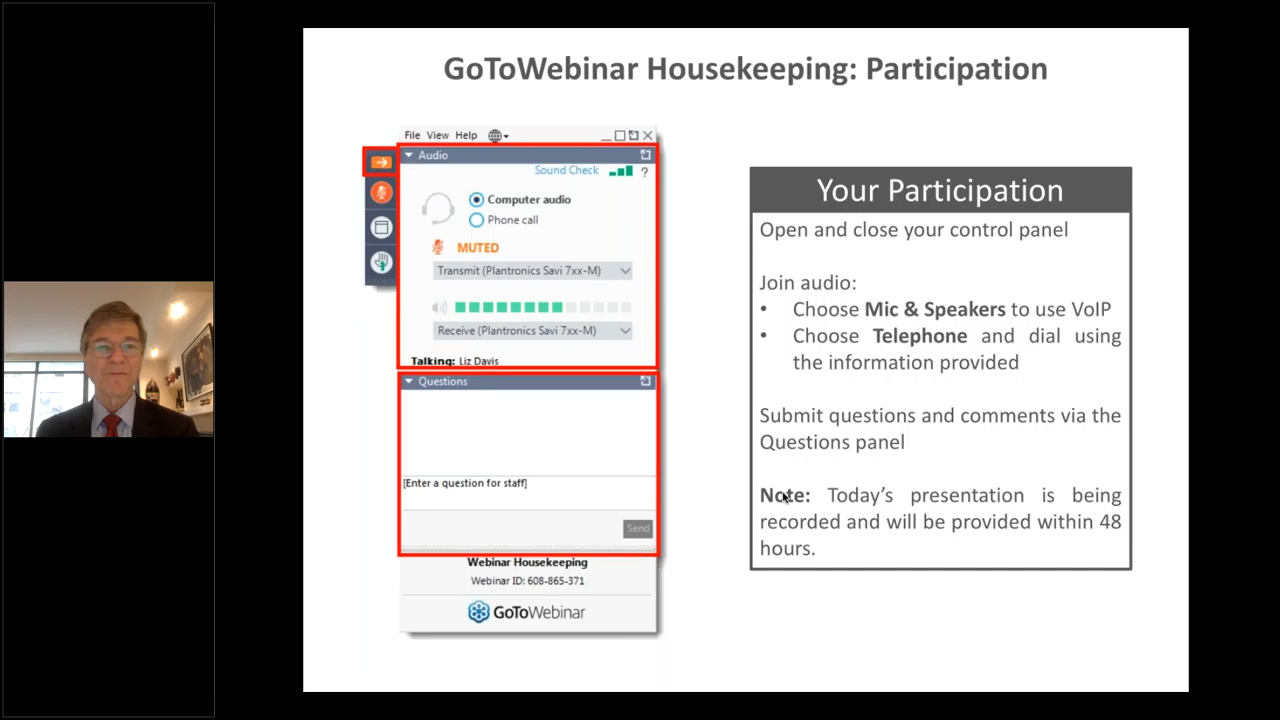 GoToWebinar Housekeeping: Participation
File View Help
Audio
Sound Check
?
Computer audio
Phone call
MUTED
Transmit (Plantronics Savi 7xx-M)
Receive (Plantronics Savi 7xx-M)
Talking: Liz Davis
Questions
[Enter a question for staff]
Send
Webinar Housekeeping
Webinar ID: 608-865-371
GoToWebinar
Your Participation
Open and close your control panel
Join audio:
• Choose Mic & Speakers to use VoIP
• Choose Telephone and dial using
the information provided
Submit questions and comments via the
Questions panel
Note: Today's presentation is being
recorded and will be provided within 48
hours.